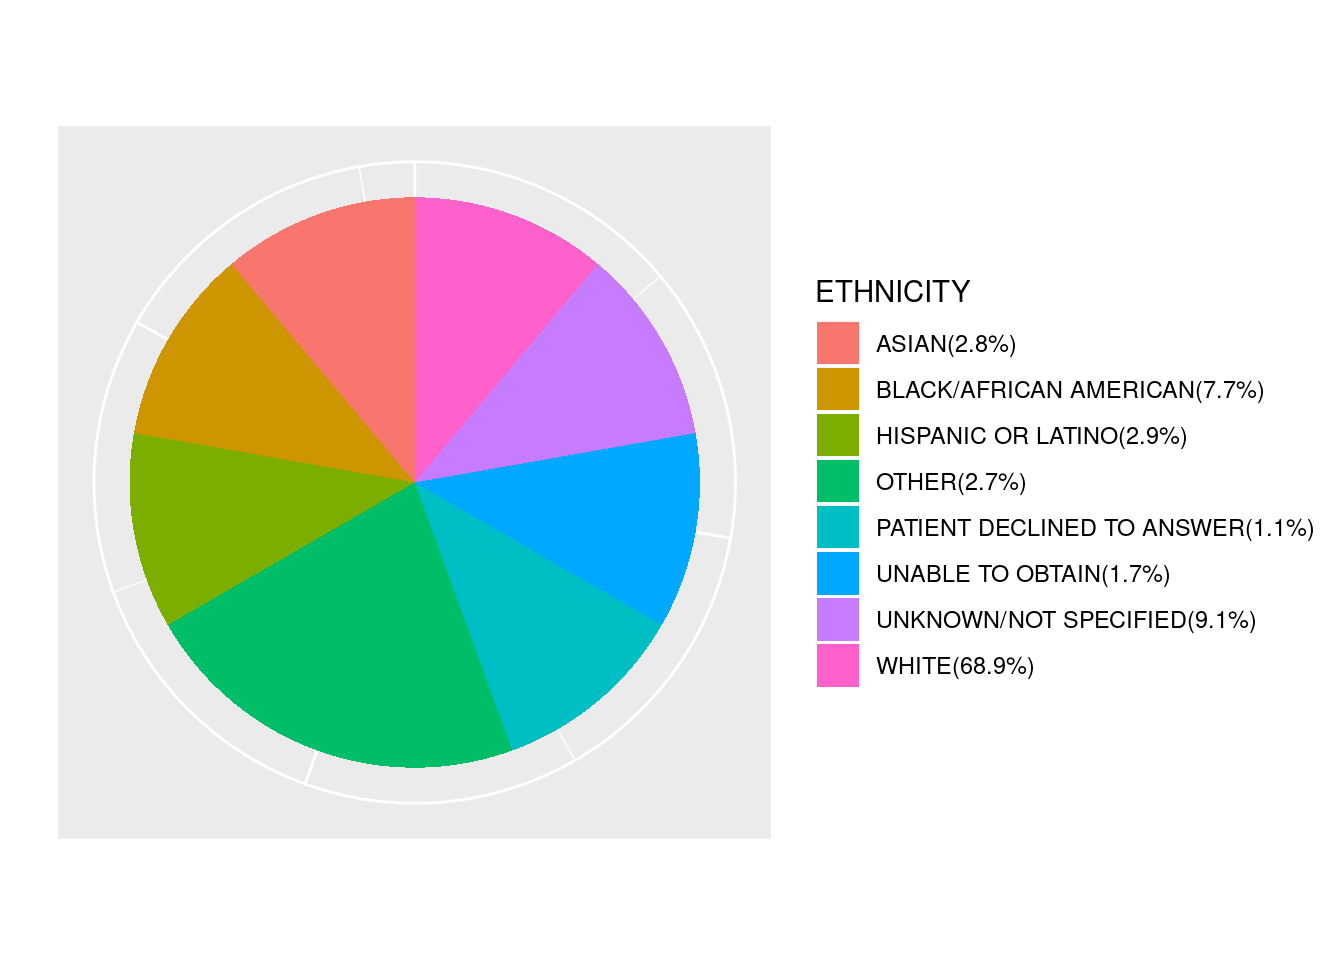 ETHNICITY
ASIAN(2.8%)
BLACK/AFRICAN AMERICAN(7.7%)
HISPANIC OR LATINO(2.9%)
OTHER(2.7%)
PATIENT DECLINED TO ANSWER(1.1%)
UNABLE TO OBTAIN(1.7%)
UNKNOWN/NOT SPECIFIED(9.1%)
WHITE(68.9%)